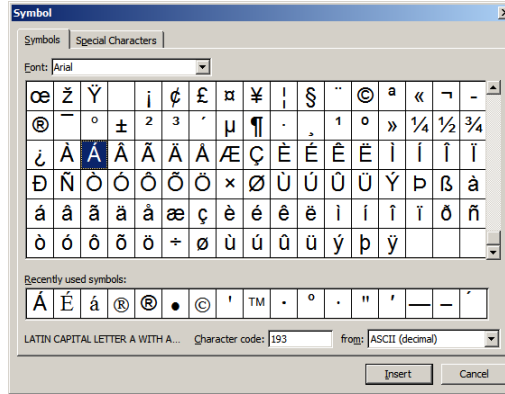 Symbol
Symbols Special Characters
Font: Arial
œ ž Ÿ ¡ ¢ £ ¤ ¥ ¦ § ¨ © ª « ¬ -
® ¯ ° ± ² ³ ´ µ ¶ · ¸ ¹ º » ¼ ½ ¾
¿ À Á Â Ã Ä Å Æ Ç È É Ê Ë Ì Í Î Ï
Ð Ñ Ò Ó Ô Õ Ö × Ø Ù Ú Û Ü Ý Þ ß à
á â ã ä å æ ç è é ê ë ì í î ï ð ñ
ò ó ô õ ö ÷ ø ù ú û ü ý þ ÿ
Recently used symbols:
Á É á ® ® ● © ' ™ · º · " ′ — – ´
LATIN CAPITAL LETTER A WITH A... Character code: 193 from: ASCII (decimal)
Insert Cancel